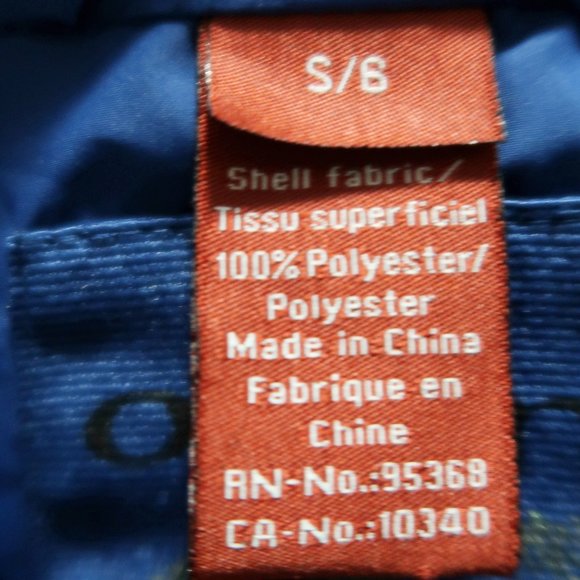 S/6
Shell fabric/
Tissu superficiel
100% Polyester/
Polyester
Made in China
Fabrique en
Chine
RN-No.:95368
CA-No.:10340